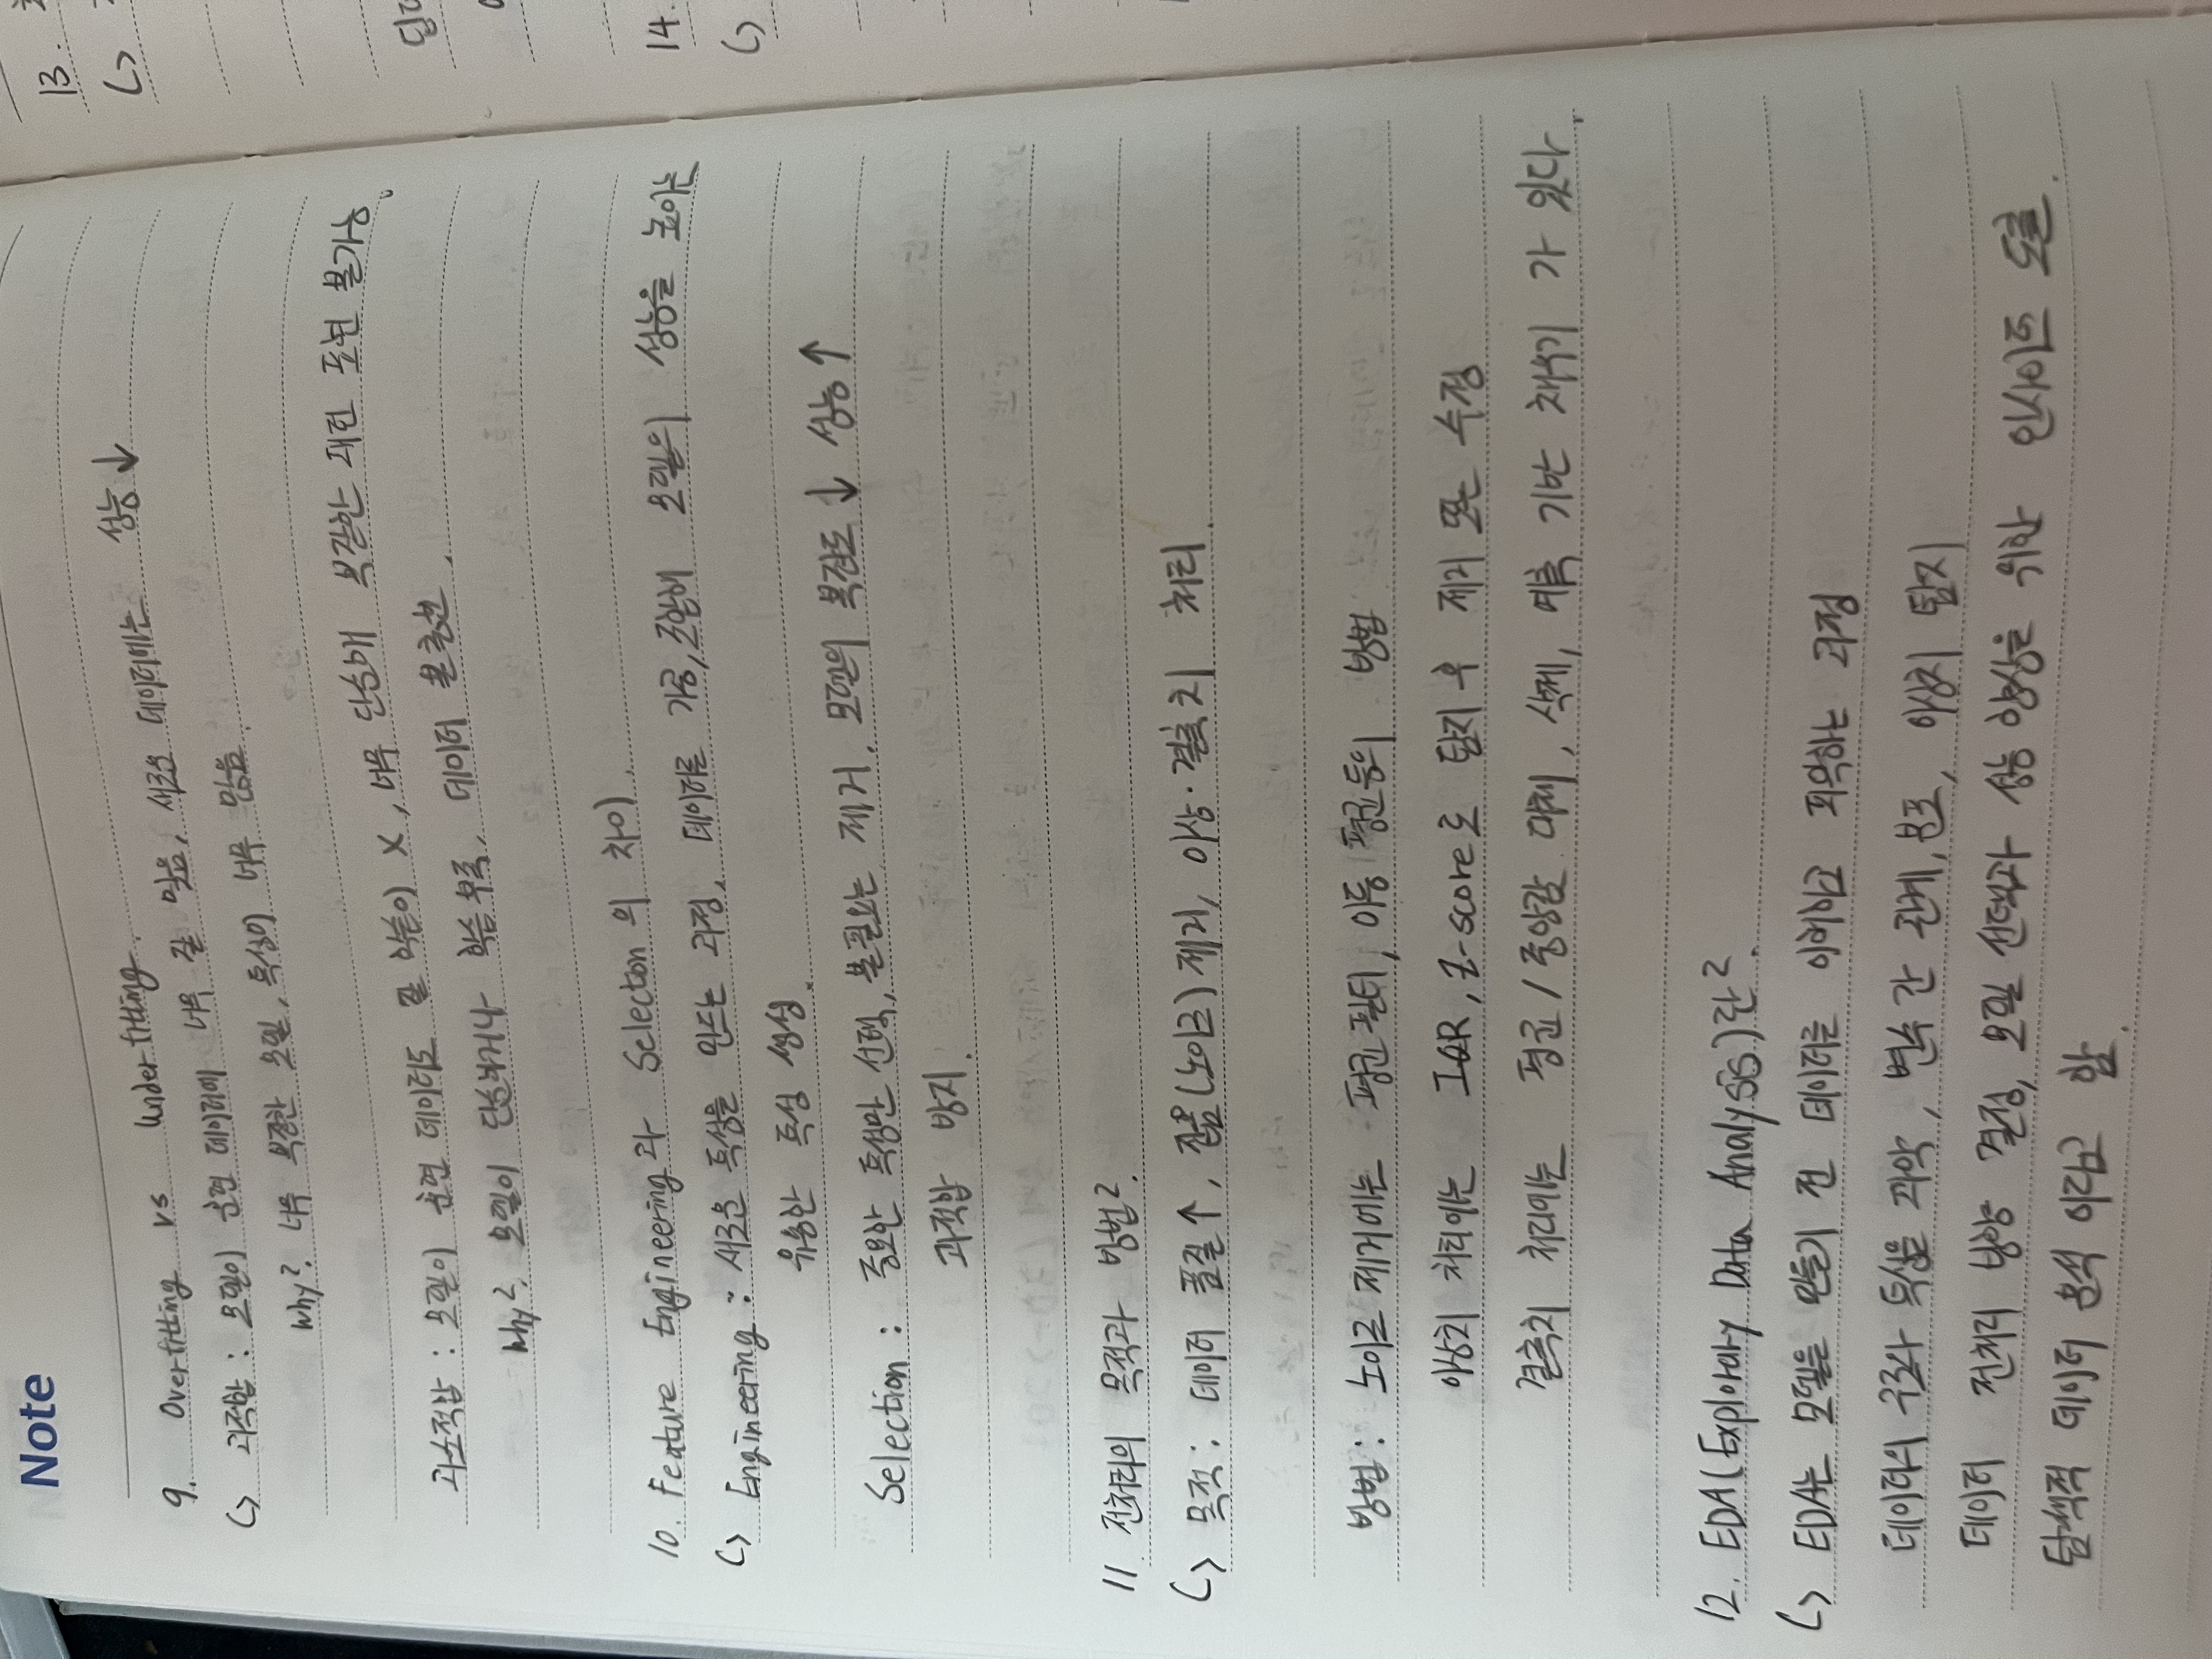 Note
9. Overfitting vs Underfitting.
↳ 과적합 : 모델이 훈련 데이터에 너무 잘 맞음, 새로운 데이터에는 성능↓
Why?. 너무 복잡한 모델, 특성이 너무 많음.
과소적합 : 모델이 훈련 데이터도 잘 학습이 X, 너무 단순해 복잡한 패턴 표현 불가능.
Why?. 모델이 단순하거나 학습부족, 데이터 불충분.
10. Feature Engineering과 Selection의 차이.
↳ Engineering : 새로운 특성을 만드는 과정, 데이터를 가공, 조합해 모델의 성능을 높이는
유용한 특성 생성.
Selection : 중요한 특성만 선택, 불필요는 제거. 모델의 복잡도↓ 성능↑
과적합 방지.
11. 전처리의 목적과 방법?.
↳ 목적 : 데이터 품질↑, 잡음(노이즈) 제거, 이상·결측치 처리.
방법 : 노이즈 제거에는 평균필터, 이동 평균등의 방법
이상치 처리에는 IQR, Z-score로 탐지 후 제거 또는 수정
결측치 처리에는 평균/중앙값 대체, 삭제, 예측 기반 채우기 가 있다.
12. EDA(Explorary Data Analysis)란?.
↳ EDA는 모델을 만들기 전 데이터를 이해하고 파악하는 과정
데이터의 구조와 특성을 파악, 변수 간 관계, 분포, 이상치 탐지
데이터 전처리 방향 결정, 모델 선택과 성능 향상을 위한 인사이트 도출.
탐색적 데이터 분석 이라고 함.
13.
↳
14.
↳